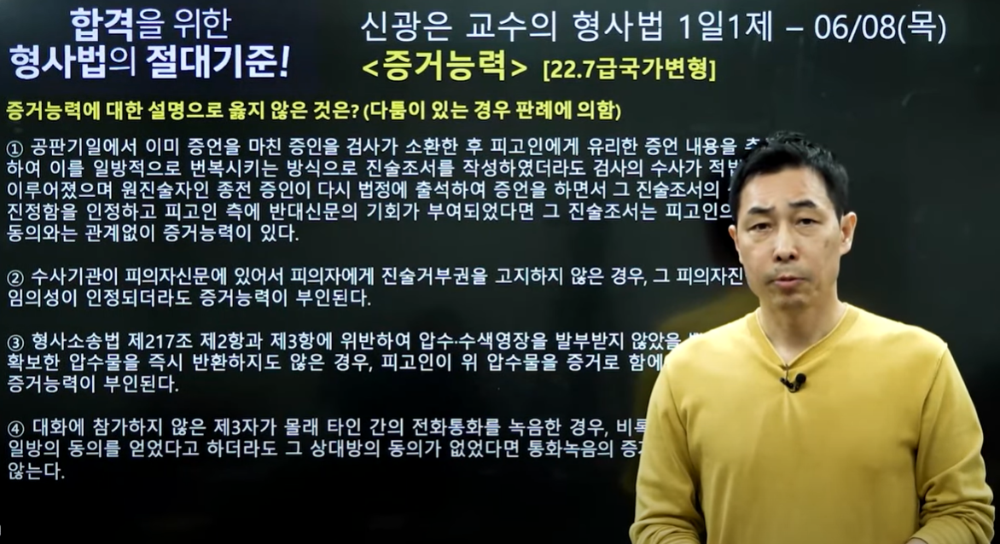 합격을 위한
형사법의 절대기준!
신광은 교수의 형사법 1일1제 – 06/08(목)
<증거능력> [22.7급국가변형]
증거능력에 대한 설명으로 옳지 않은 것은? (다툼이 있는 경우 판례에 의함)
① 공판기일에서 이미 증언을 마친 증인을 검사가 소환한 후 피고인에게 유리한 증언 내용을
하여 이를 일방적으로 번복시키는 방식으로 진술조서를 작성하였더라도 검사의 수사가
이루어졌으며 원진술자인 종전 증인이 다시 법정에 출석하여 증언을 하면서 그 진술조서의
진정함을 인정하고 피고인 측에 반대신문의 기회가 부여되었다면 그 진술조서는 피고인의
동의와는 관계없이 증거능력이 있다.
② 수사기관이 피의자신문에 있어서 피의자에게 진술거부권을 고지하지 않은 경우, 그 피의자진
임의성이 인정되더라도 증거능력이 부인된다.
③ 형사소송법 제217조 제2항과 제3항에 위반하여 압수·수색영장을 발부받지 않았을
확보한 압수물을 즉시 반환하지도 않은 경우, 피고인이 위 압수물을 증거로 함에
증거능력이 부인된다.
④ 대화에 참가하지 않은 제3자가 몰래 타인 간의 전화통화를 녹음한 경우, 비록
일방의 동의를 얻었다고 하더라도 그 상대방의 동의가 없었다면 통화녹음의
않는다.